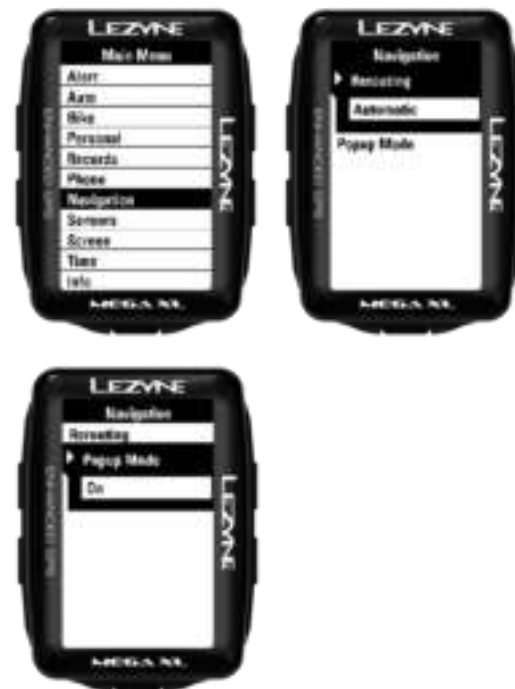 LEZYNE
Main Menu
Alert
Auto
Bike
Personal
Records
Phone
Navigation
Sensors
Screen
Time
Info
LEZYNE
MEGA XL
LEZYNE
Navigation
Rerouting
Automatic
Popup Mode
LEZYNE
MEGA XL
LEZYNE
Navigation
Rerouting
Popup Mode
On
LEZYNE
MEGA XL